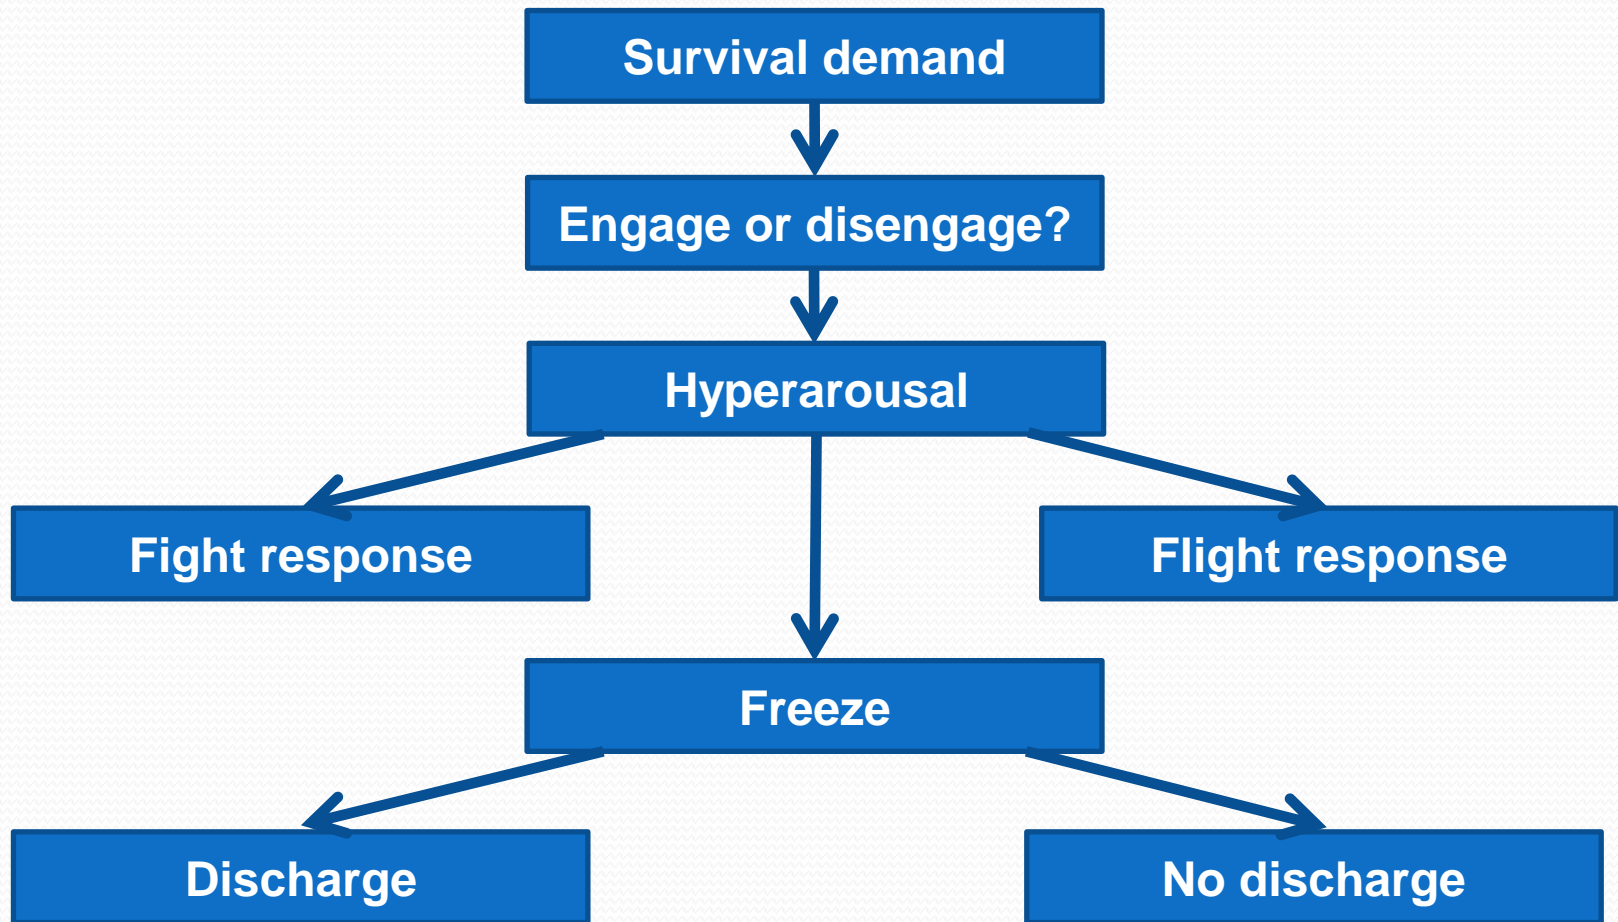 Survival demand
Engage or disengage?
Hyperarousal
Fight response
Flight response
Freeze
Discharge
No discharge